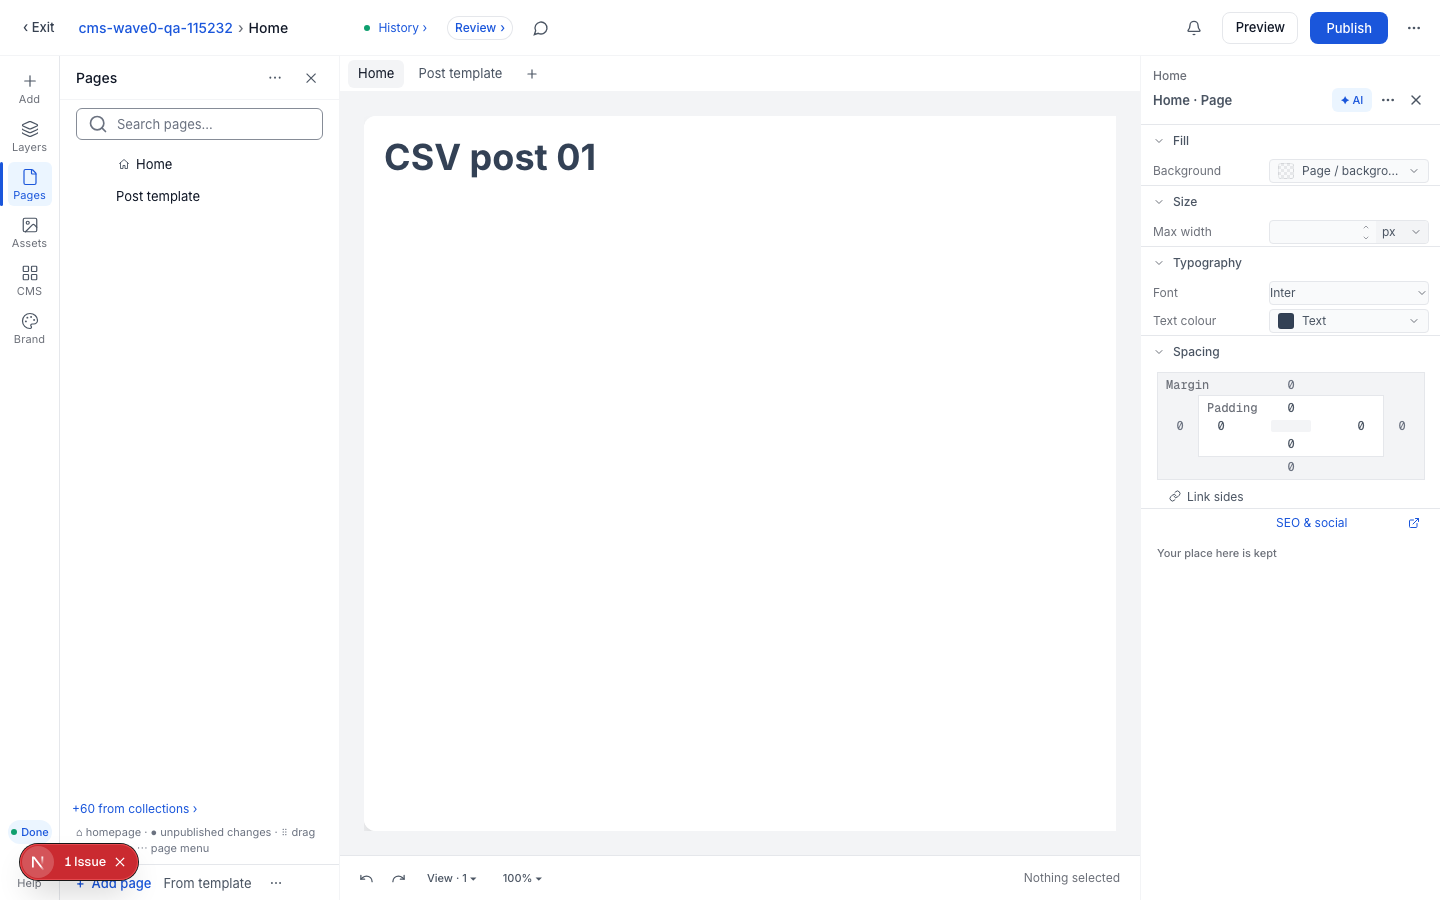 ‹ Exit
cms-wave0-qa-115232 › Home
History ›
Review ›
Preview
Publish
Add
Layers
Pages
Assets
CMS
Brand
Done
Help
Pages
Search pages...
Home
Post template
+60 from collections ›
⌂ homepage · ● unpublished changes · ⠿ drag
··· page menu
+ Add page
From template
N
1 Issue
Home
Post template
CSV post 01
View · 1
100%
Nothing selected
Home
Home · Page
AI
Fill
Background
Page / backgro...
Size
Max width
px
Typography
Font
Inter
Text colour
Text
Spacing
Margin
0
Padding
0
0
0
0
0
0
0
Link sides
SEO & social
Your place here is kept